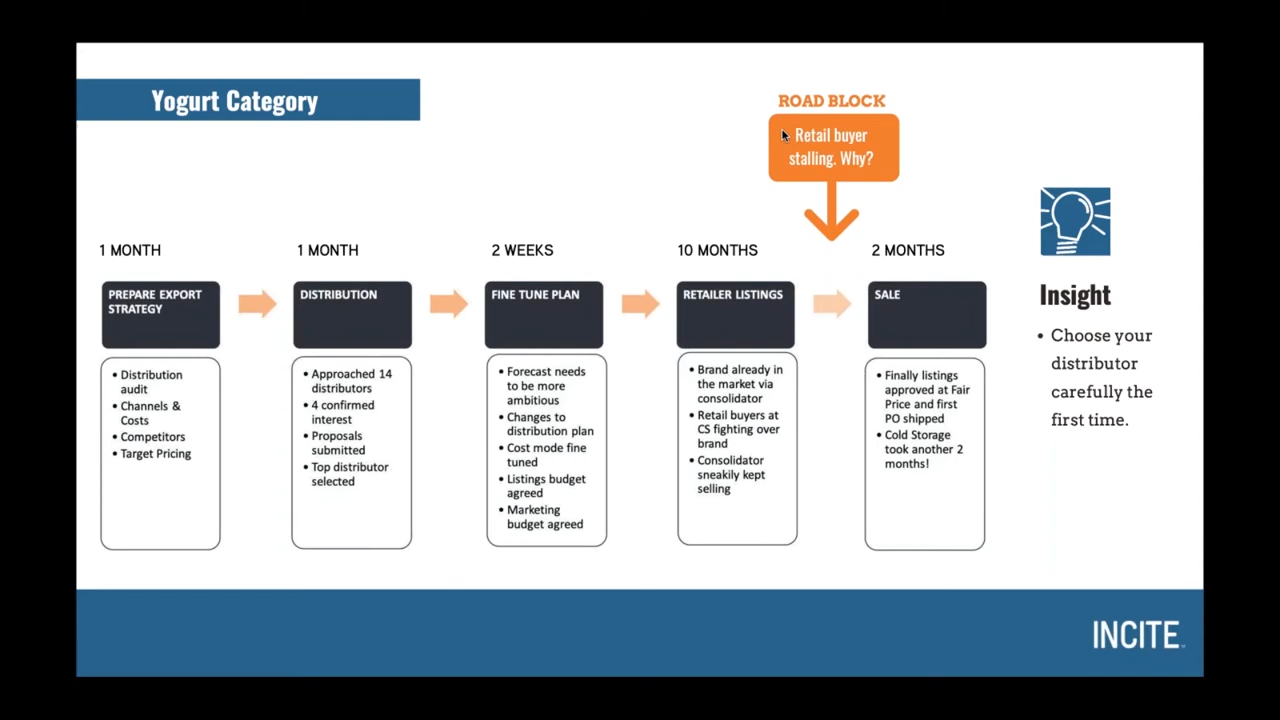 Yogurt Category
ROAD BLOCK
Retail buyer
stalling. Why?
1 MONTH
PREPARE EXPORT
STRATEGY
• Distribution
audit
• Channels &
Costs
• Competitors
• Target Pricing
1 MONTH
DISTRIBUTION
• Approached 14
distributors
• 4 confirmed
interest
• Proposals
submitted
• Top distributor
selected
2 WEEKS
FINE TUNE PLAN
• Forecast needs
to be more
ambitious
• Changes to
distribution plan
• Cost mode fine
tuned
• Listings budget
agreed
• Marketing
budget agreed
10 MONTHS
RETAILER LISTINGS
• Brand already in
the market via
consolidator
• Retail buyers at
CS fighting over
brand
• Consolidator
sneakily kept
selling
2 MONTHS
SALE
• Finally listings
approved at Fair
Price and first
PO shipped
• Cold Storage
took another 2
months!
Insight
• Choose your
distributor
carefully the
first time.
INCITE